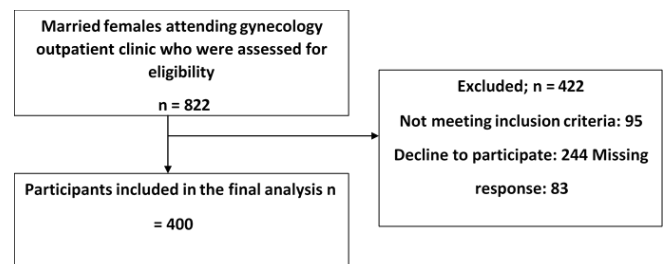 Married females attending gynecology
outpatient clinic who were assessed for
eligibility
n = 822
Excluded; n = 422
Not meeting inclusion criteria: 95
Decline to participate: 244 Missing
response: 83
Participants included in the final analysis n
= 400